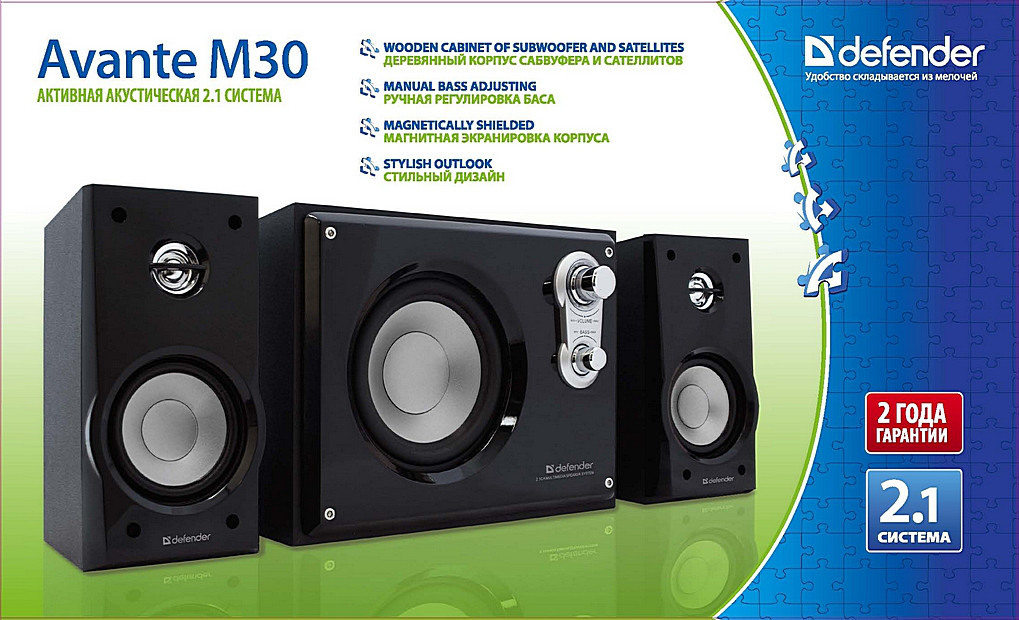 Avante M30
АКТИВНАЯ АКУСТИЧЕСКАЯ 2.1 СИСТЕМА
WOODEN CABINET OF SUBWOOFER AND SATELLITES
ДЕРЕВЯННЫЙ КОРПУС САБВУФЕРА И САТЕЛЛИТОВ
MANUAL BASS ADJUSTING
РУЧНАЯ РЕГУЛИРОВКА БАСА
MAGNETICALLY SHIELDED
МАГНИТНАЯ ЭКРАНИРОВКА КОРПУСА
STYLISH OUTLOOK
СТИЛЬНЫЙ ДИЗАЙН
defender
Удобство складывается из мелочей
VOLUME
BASS
defender
defender
defender
2 ГОДА
ГАРАНТИИ
2.1
СИСТЕМА